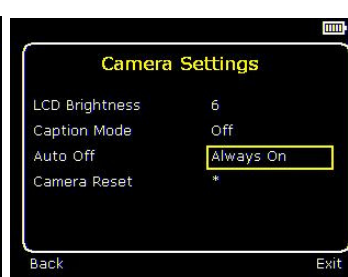 Camera Settings
LCD Brightness 6
Caption Mode Off
Auto Off Always On
Camera Reset *
Back Exit